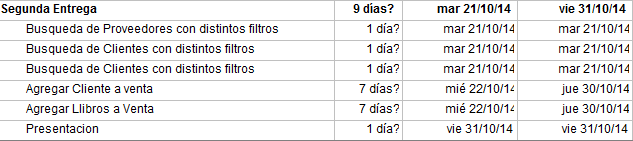 Segunda Entrega 9 días? mar 21/10/14 vie 31/10/14
Busqueda de Proveedores con distintos filtros 1 día? mar 21/10/14 mar 21/10/14
Busqueda de Clientes con distintos filtros 1 día? mar 21/10/14 mar 21/10/14
Busqueda de Clientes con distintos filtros 1 día? mar 21/10/14 mar 21/10/14
Agregar Cliente a venta 7 días? mié 22/10/14 jue 30/10/14
Agregar Llibros a Venta 7 días? mié 22/10/14 jue 30/10/14
Presentacion 1 día? vie 31/10/14 vie 31/10/14